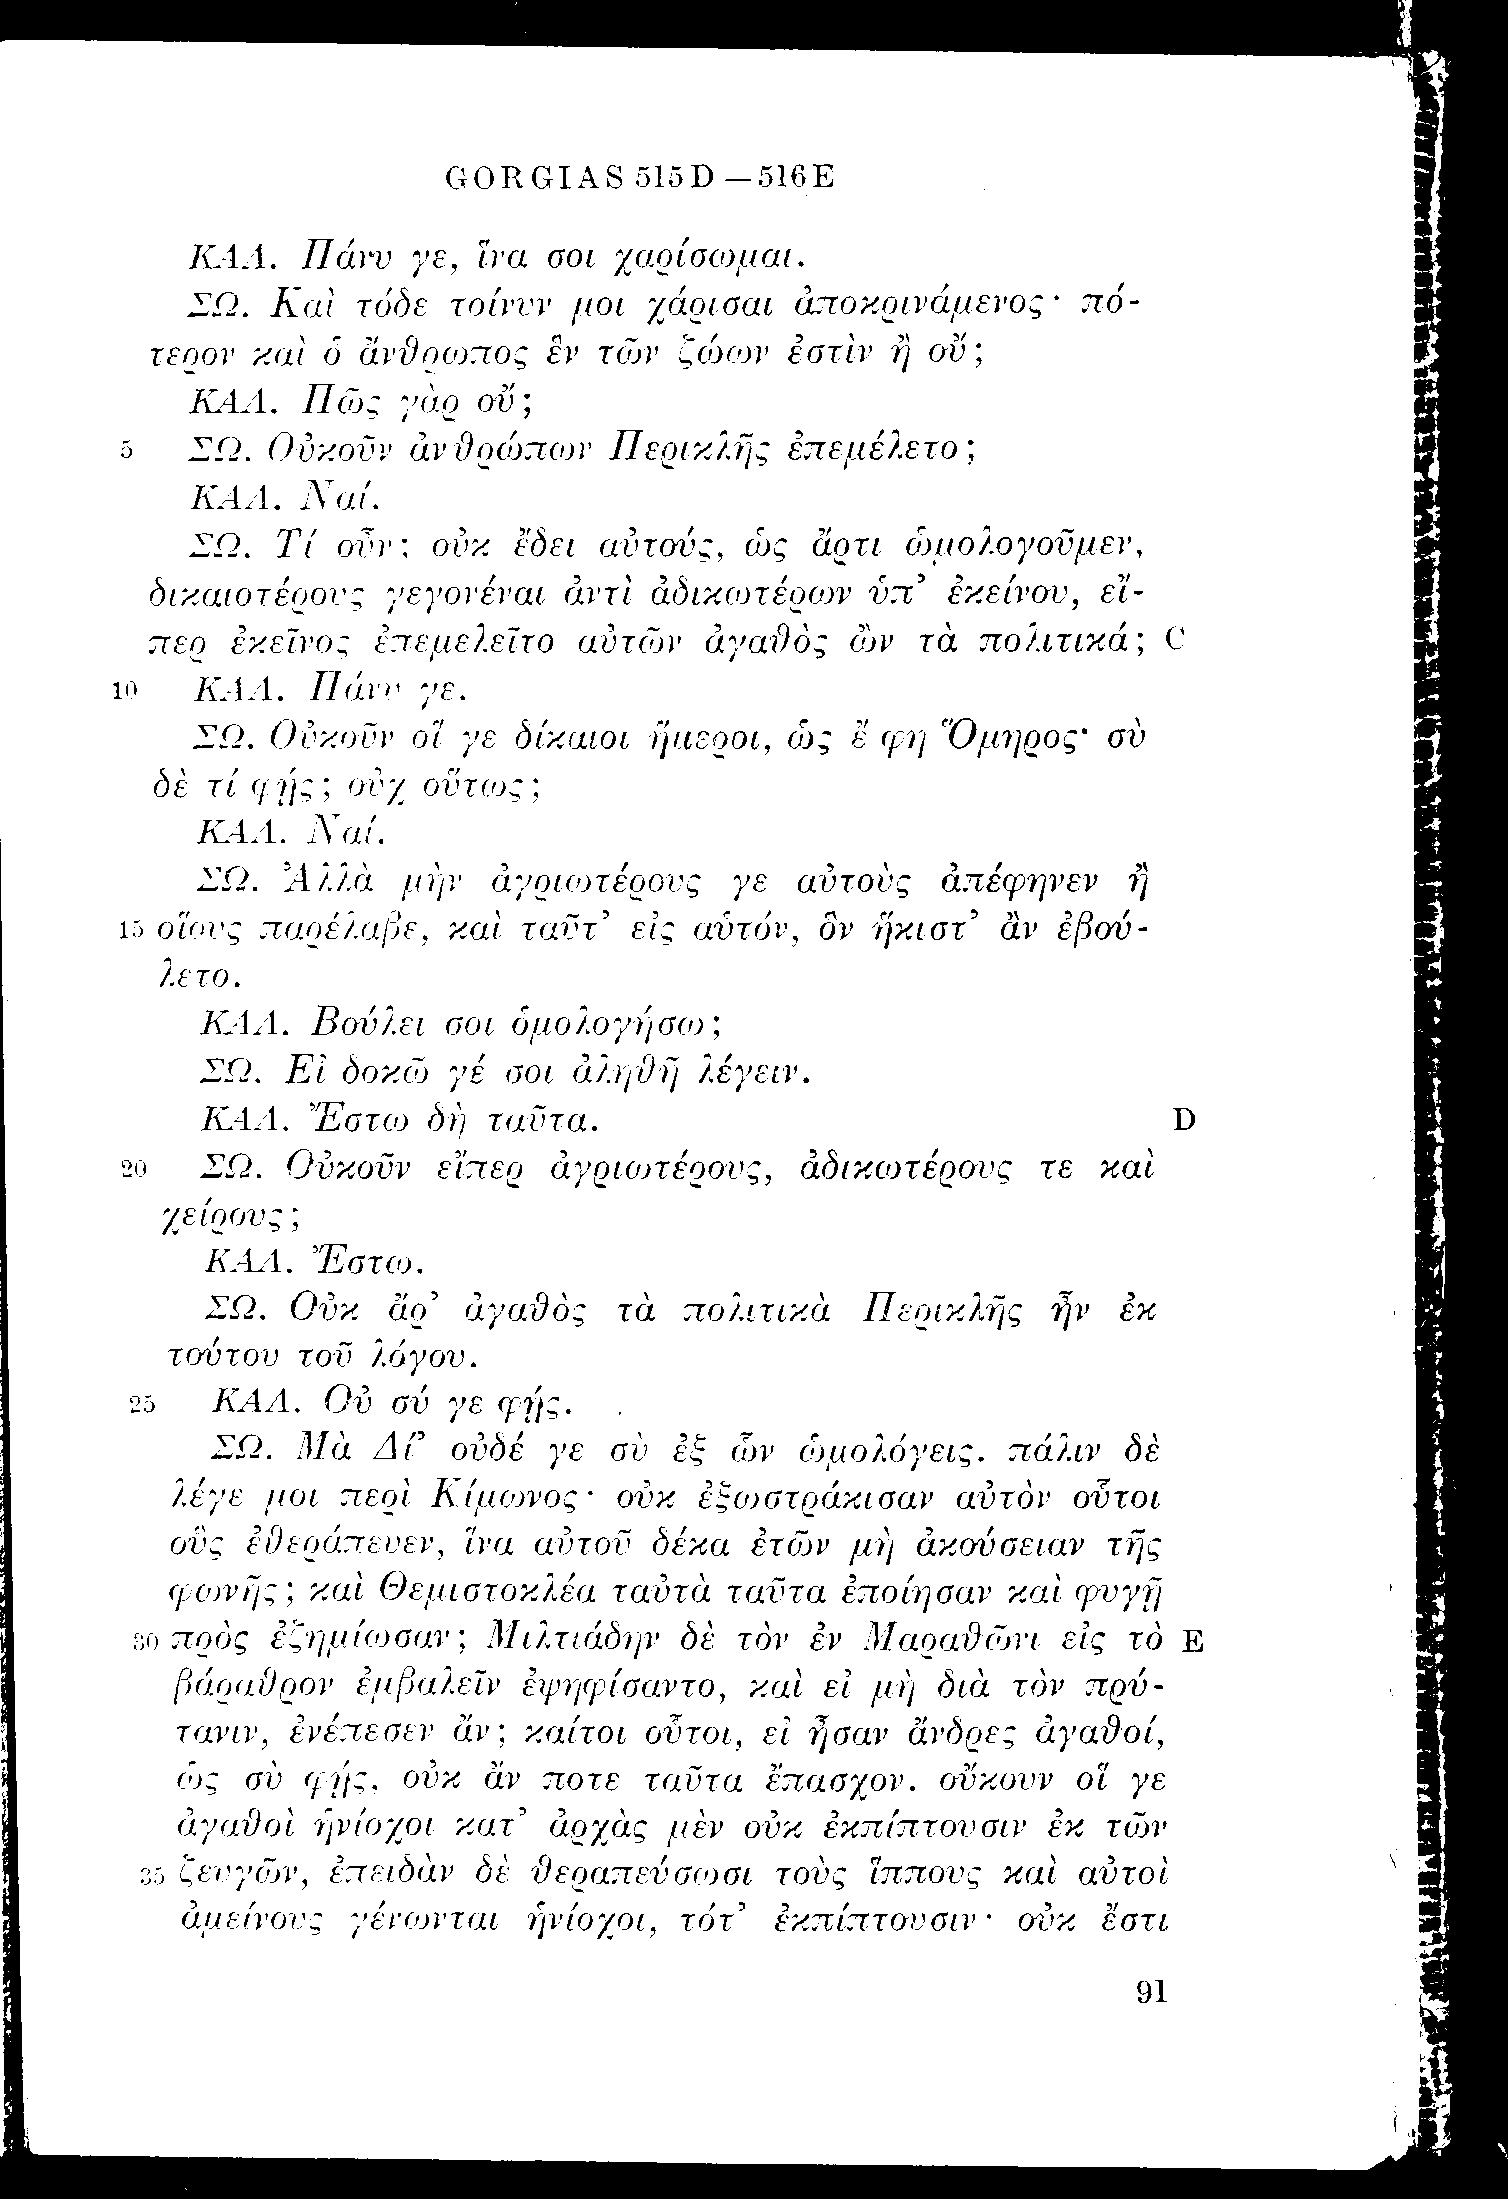 GORGIAS 515D — 516E
ΚΑΛ. Πάνυ γε, ἵνα σοι χαρίσωμαι.
ΣΩ. Καὶ τόδε τοίνυν μοι χάρισαι ἀποκρινάμενος· πό-
τερον καὶ ὁ ἄνθρωπος ἓν τῶν ζώων ἐστὶν ἢ οὔ;
ΚΑΛ. Πῶς γὰρ οὔ;
5 ΣΩ. Οὐκοῦν ἀνθρώπων Περικλῆς ἐπεμέλετο;
ΚΑΛ. Ναί.
ΣΩ. Τί οὖν; οὐκ ἔδει αὐτούς, ὡς ἄρτι ὡμολογοῦμεν,
δικαιοτέρους γεγονέναι ἀντὶ ἀδικωτέρων ὑπ’ ἐκείνου, εἴ-
περ ἐκεῖνος ἐπεμελεῖτο αὐτῶν ἀγαθὸς ὢν τὰ πολιτικά; C
10 ΚΑΛ. Πάνυ γε.
ΣΩ. Οὐκοῦν οἵ γε δίκαιοι ἥμεροι, ὡς ἔφη Ὅμηρος· σὺ
δὲ τί φῄς; οὐχ οὕτως;
ΚΑΛ. Ναί.
ΣΩ. Ἀλλὰ μὴν ἀγριωτέρους γε αὐτοὺς ἀπέφηνεν ἢ
15 οἵους παρέλαβε, καὶ ταῦτ’ εἰς αὑτόν, ὃν ἥκιστ’ ἂν ἐβού-
λετο.
ΚΑΛ. Βούλει σοι ὁμολογήσω;
ΣΩ. Εἰ δοκῶ γέ σοι ἀληθῆ λέγειν.
ΚΑΛ. Ἔστω δὴ ταῦτα. D
20 ΣΩ. Οὐκοῦν εἴπερ ἀγριωτέρους, ἀδικωτέρους τε καὶ
χείρους;
ΚΑΛ. Ἔστω.
ΣΩ. Οὐκ ἄρ’ ἀγαθὸς τὰ πολιτικὰ Περικλῆς ἦν ἐκ
τούτου τοῦ λόγου.
25 ΚΑΛ. Οὐ σύ γε φῄς.
ΣΩ. Μὰ Δί’ οὐδέ γε σὺ ἐξ ὧν ὡμολόγεις. πάλιν δὲ
λέγε μοι περὶ Κίμωνος· οὐκ ἐξωστράκισαν αὐτὸν οὗτοι
οὓς ἐθεράπευεν, ἵνα αὐτοῦ δέκα ἐτῶν μὴ ἀκούσειαν τῆς
φωνῆς; καὶ Θεμιστοκλέα ταὐτὰ ταῦτα ἐποίησαν καὶ φυγῇ
30 πρὸς ἐζημίωσαν; Μιλτιάδην δὲ τὸν ἐν Μαραθῶνι εἰς τὸ E
βάραθρον ἐμβαλεῖν ἐψηφίσαντο, καὶ εἰ μὴ διὰ τὸν πρύ-
τανιν, ἐνέπεσεν ἄν; καίτοι οὗτοι, εἰ ἦσαν ἄνδρες ἀγαθοί,
ὡς σὺ φῄς, οὐκ ἄν ποτε ταῦτα ἔπασχον. οὔκουν οἵ γε
ἀγαθοὶ ἡνίοχοι κατ’ ἀρχὰς μὲν οὐκ ἐκπίπτουσιν ἐκ τῶν
35 ζευγῶν, ἐπειδὰν δὲ θεραπεύσωσι τοὺς ἵππους καὶ αὐτοὶ
ἀμείνους γένωνται ἡνίοχοι, τότ’ ἐκπίπτουσιν· οὐκ ἔστι
91